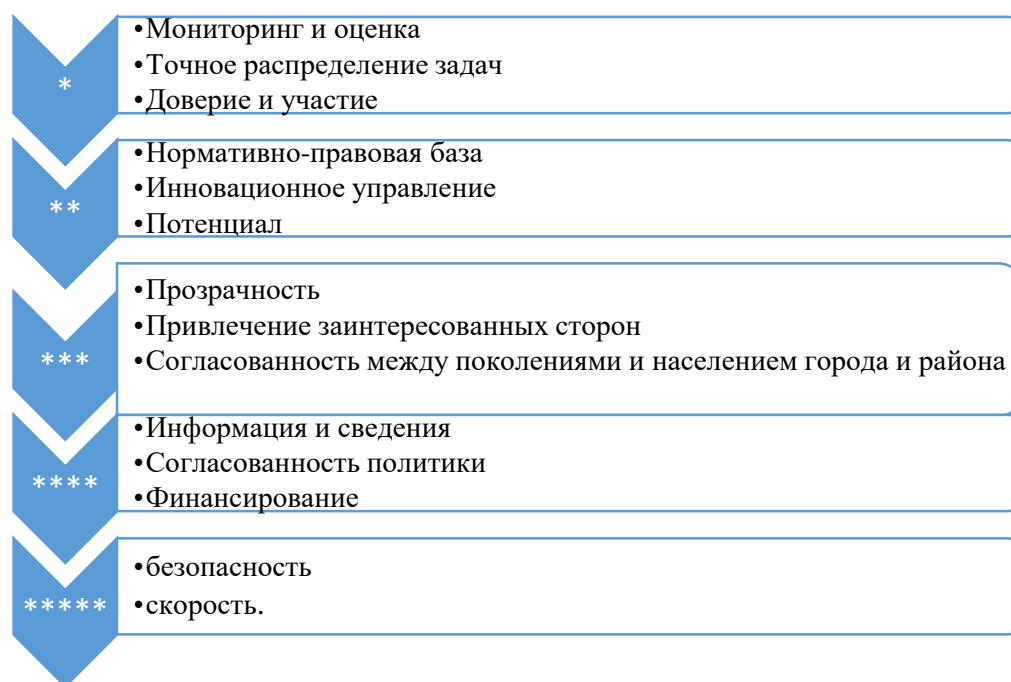 *
•Мониторинг и оценка
•Точное распределение задач
•Доверие и участие
**
•Нормативно-правовая база
•Инновационное управление
•Потенциал
***
•Прозрачность
•Привлечение заинтересованных сторон
•Согласованность между поколениями и населением города и района
****
•Информация и сведения
•Согласованность политики
•Финансирование
*****
•безопасность
•скорость.